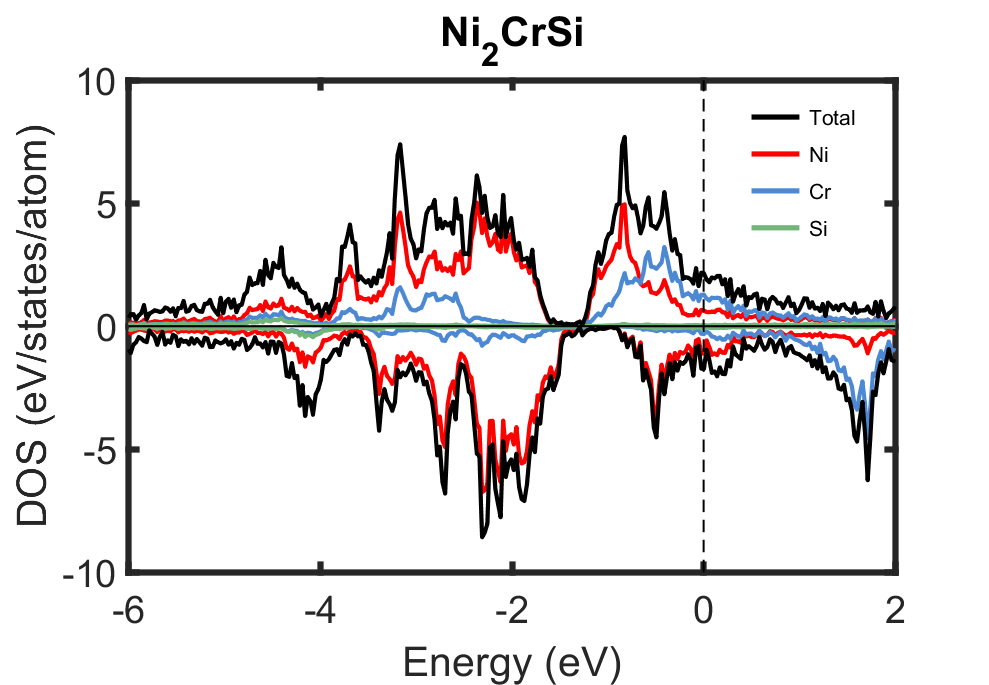 Ni₂CrSi
10
5
0
-5
-10
DOS (eV/states/atom)
Total
Ni
Cr
Si
-6 -4 -2 0 2
Energy (eV)